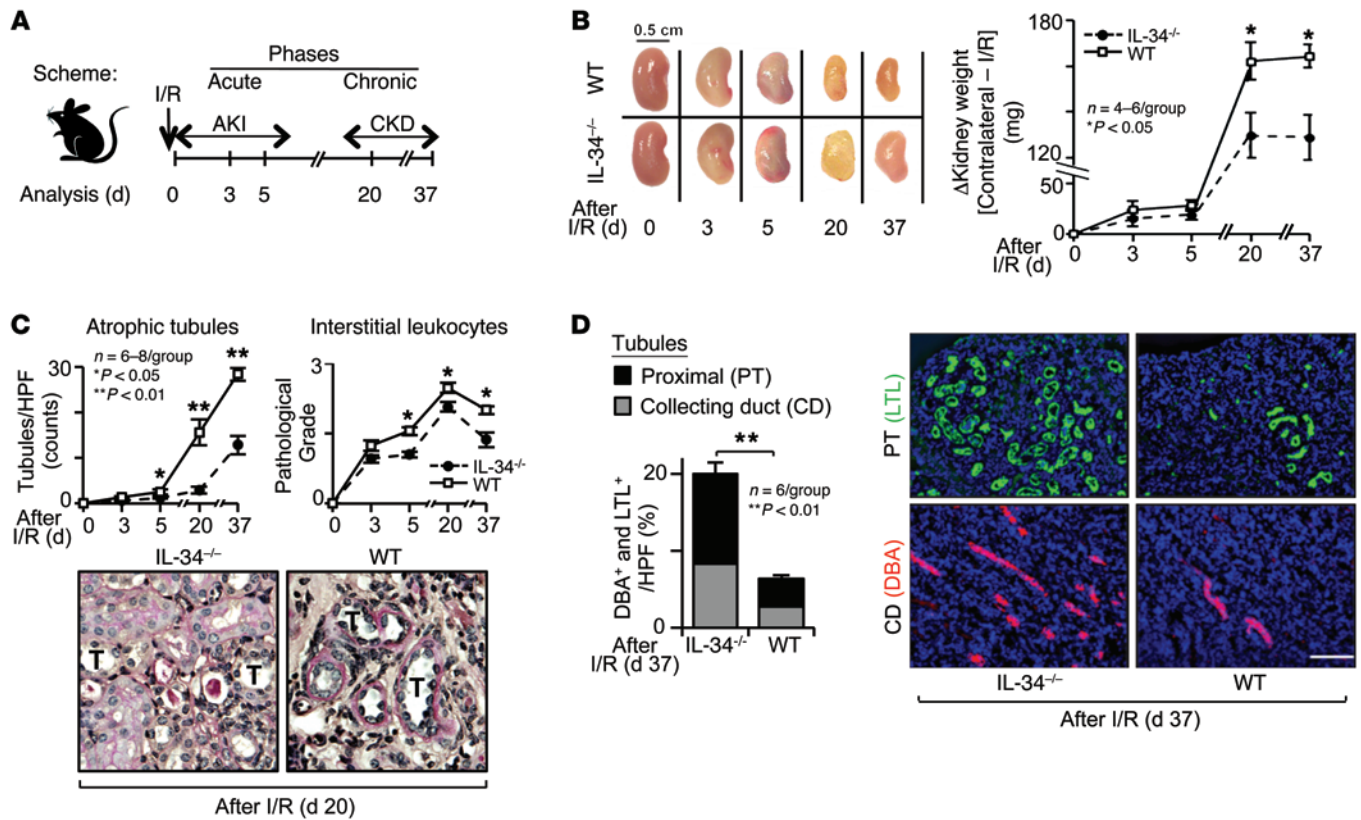 A
Scheme:
Phases
Acute
Chronic
I/R
AKI
CKD
Analysis (d)
0
3
5
20
37
B
0.5 cm
WT
IL-34⁻/⁻
After
I/R (d)
0
3
5
20
37
ΔKidney weight
[Contralateral – I/R]
(mg)
180
120
50
0
IL-34⁻/⁻
WT
n = 4–6/group
*P < 0.05
*
*
After
I/R (d)
0
3
5
20
37
C
Atrophic tubules
n = 6–8/group
*P < 0.05
**P < 0.01
Tubules/HPF
(counts)
30
0
*
**
**
After
I/R (d)
0
3
5
20
37
Interstitial leukocytes
Pathological
Grade
3
0
*
*
*
IL-34⁻/⁻
WT
0
3
5
20
37
IL-34⁻/⁻
WT
T
T
T
T
After I/R (d 20)
D
Tubules
Proximal (PT)
Collecting duct (CD)
**
n = 6/group
**P < 0.01
DBA⁺ and LTL⁺
/HPF (%)
20
0
After
I/R (d 37)
IL-34⁻/⁻
WT
PT (LTL)
CD (DBA)
IL-34⁻/⁻
WT
After I/R (d 37)